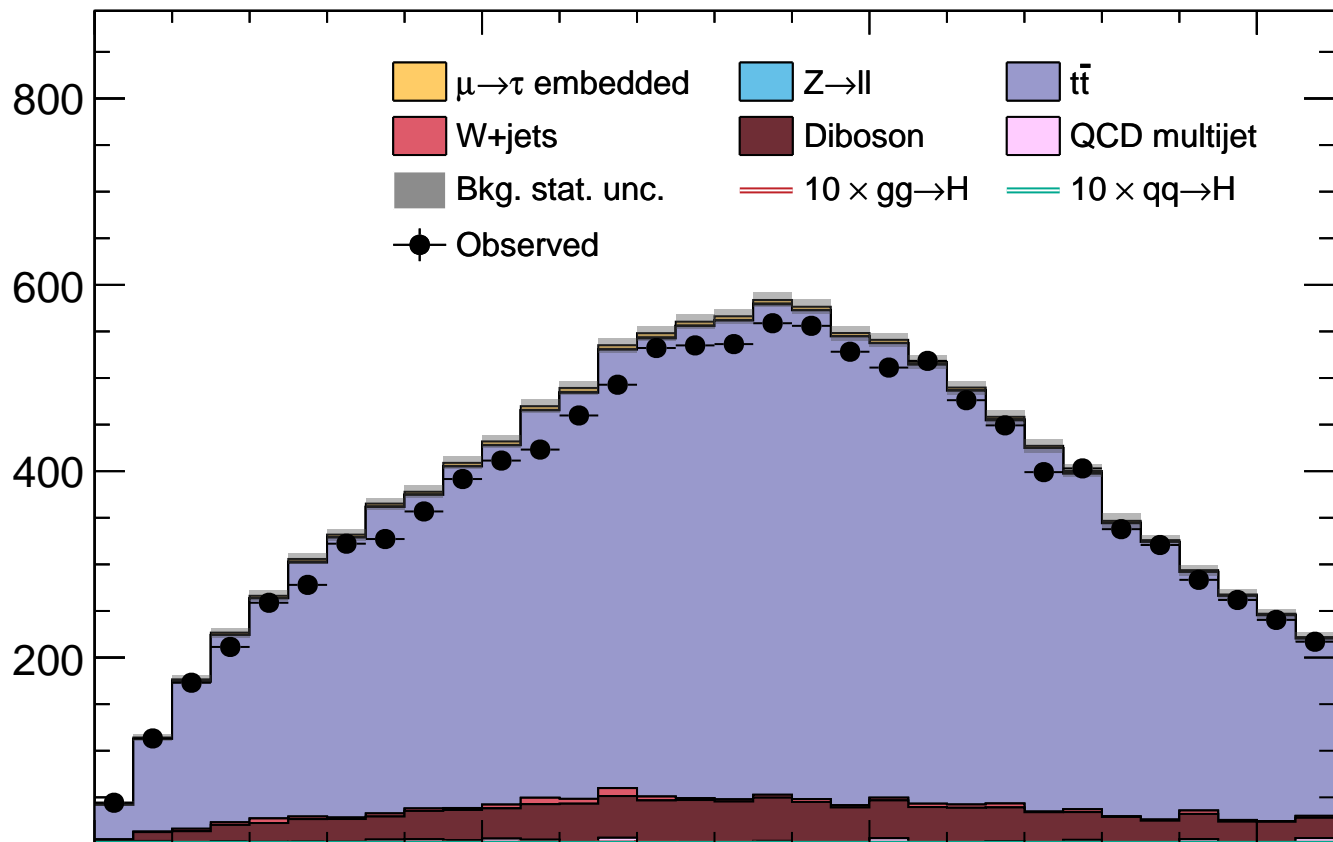 800
μ→τ embedded Z→ll tt̄
W+jets Diboson QCD multijet
Bkg. stat. unc. 10 × gg→H 10 × qq→H
Observed
600
400
200